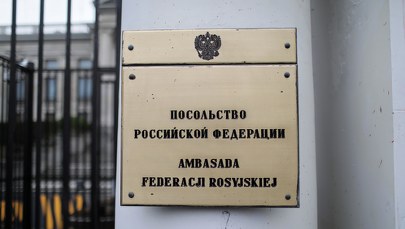 ПОСОЛЬСТВО
РОССИЙСКОЙ ФЕДЕРАЦИИ
AMBASADA
FEDERACJI ROSYJSKIEJ